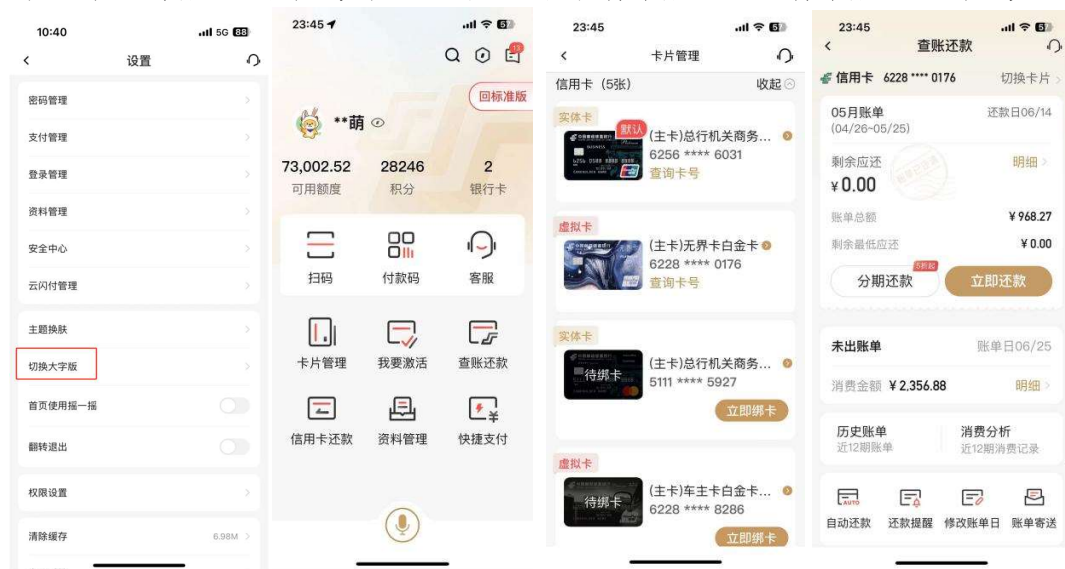 10:40
5G 88
设置
密码管理
支付管理
登录管理
资料管理
安全中心
云闪付管理
主题换肤
切换大字版
首页使用摇一摇
翻转退出
权限设置
清除缓存
6.98M
23:45
回标准版
**萌
73,002.52
28246
2
可用额度
积分
银行卡
扫码
付款码
客服
卡片管理
我要激活
查账还款
信用卡还款
资料管理
快捷支付
23:45
卡片管理
信用卡（5张）
收起
实体卡
默认
(主卡)总行机关商务...
6256 **** 6031
查询卡号
虚拟卡
(主卡)无界卡白金卡
6228 **** 0176
查询卡号
实体卡
待绑卡
(主卡)总行机关商务...
5111 **** 5927
立即绑卡
虚拟卡
待绑卡
(主卡)车主卡白金卡...
6228 **** 8286
立即绑卡
23:45
查账还款
信用卡 6228 **** 0176
切换卡片
05月账单
还款日06/14
(04/26~05/25)
剩余应还
明细
¥ 0.00
账单总额
¥ 968.27
剩余最低应还
¥ 0.00
5折起
分期还款
立即还款
未出账单
账单日06/25
消费金额 ¥ 2,356.88
明细
历史账单
消费分析
近12期账单
近12期消费记录
AUTO
自动还款
还款提醒
修改账单日
账单寄送